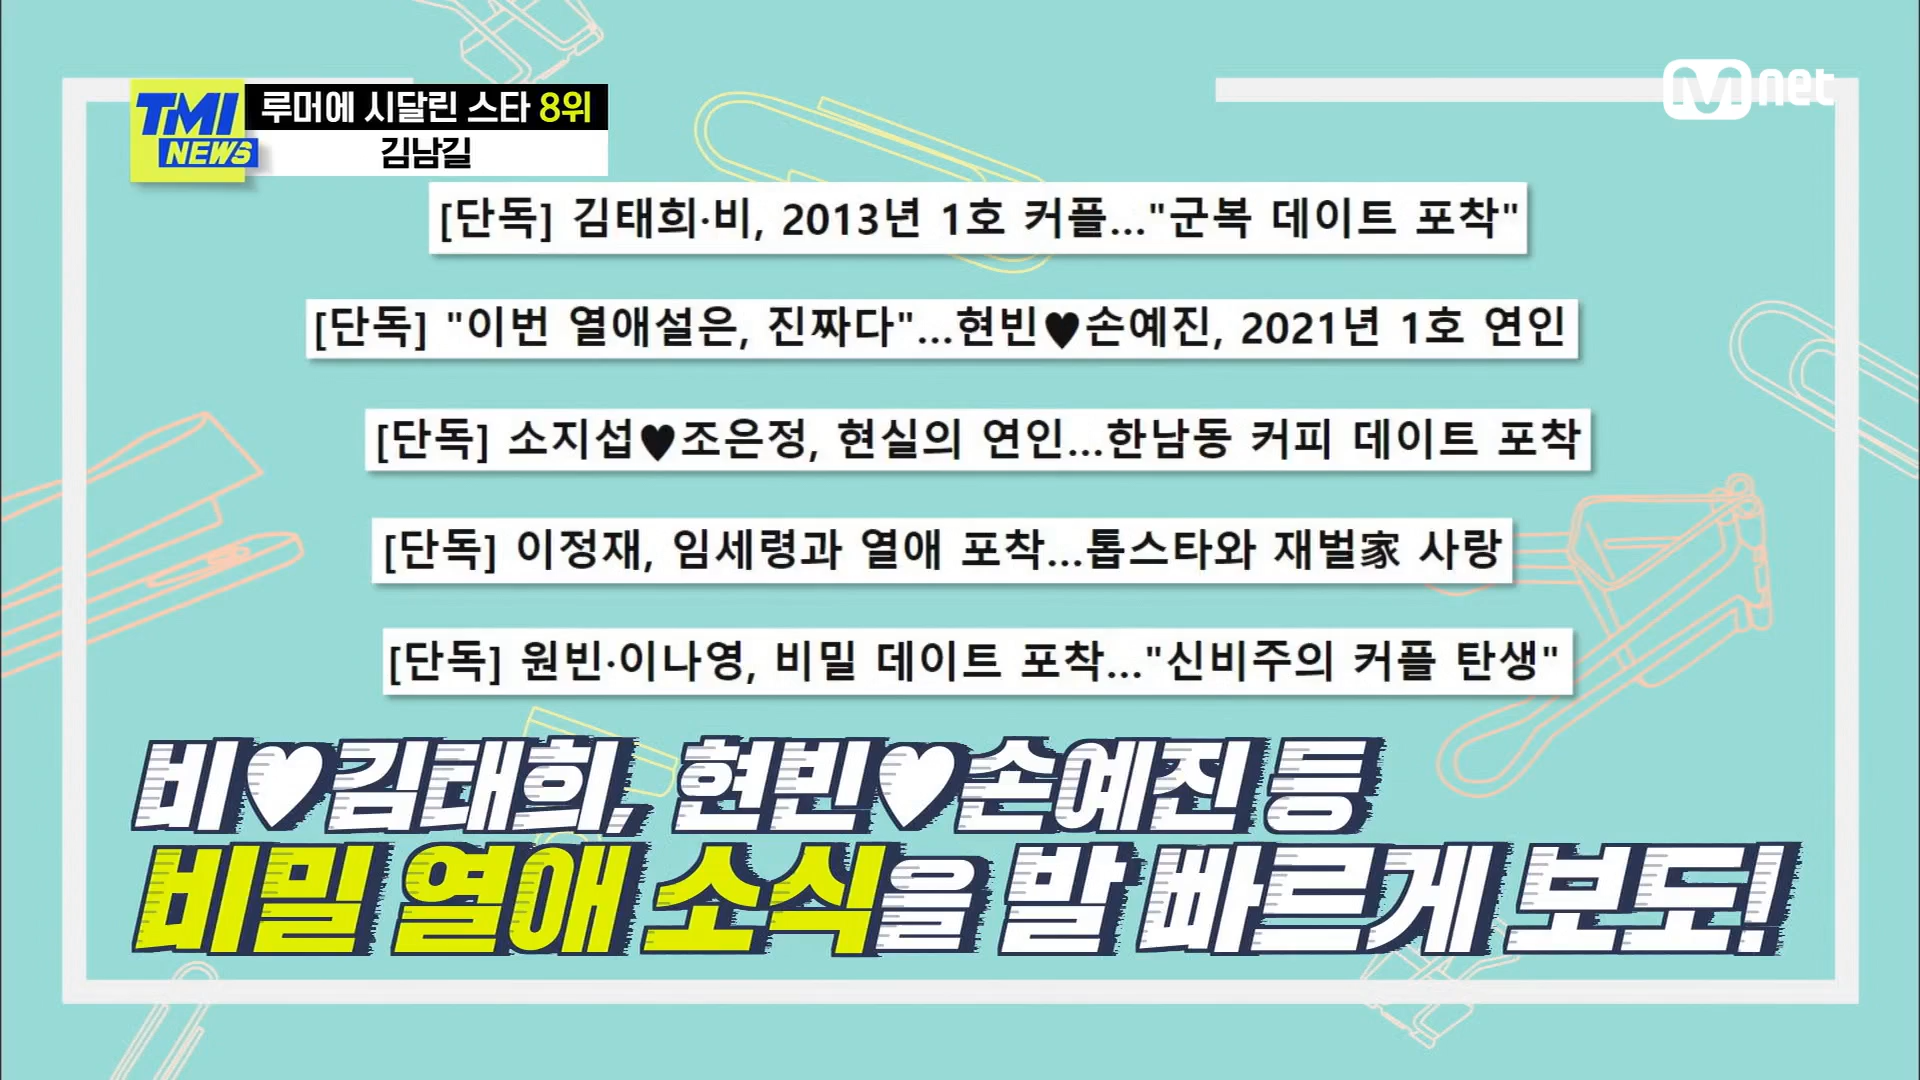 TMI NEWS
루머에 시달린 스타 8위
김남길
Mnet
[단독] 김태희·비, 2013년 1호 커플..."군복 데이트 포착"
[단독] "이번 열애설은, 진짜다"...현빈♥손예진, 2021년 1호 연인
[단독] 소지섭♥조은정, 현실의 연인...한남동 커피 데이트 포착
[단독] 이정재, 임세령과 열애 포착...톱스타와 재벌家 사랑
[단독] 원빈·이나영, 비밀 데이트 포착..."신비주의 커플 탄생"
비♥김태희, 현빈♥손예진 등
비밀 열애 소식을 발 빠르게 보도!